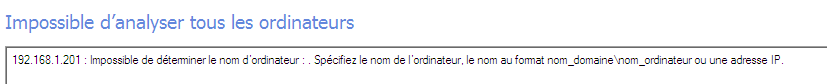 Impossible d'analyser tous les ordinateurs
192.168.1.201 : Impossible de déteminer le nom d'ordinateur : . Spécifiez le nom de l'ordinateur, le nom au format nom_domaine\nom_ordinateur ou une adresse IP.